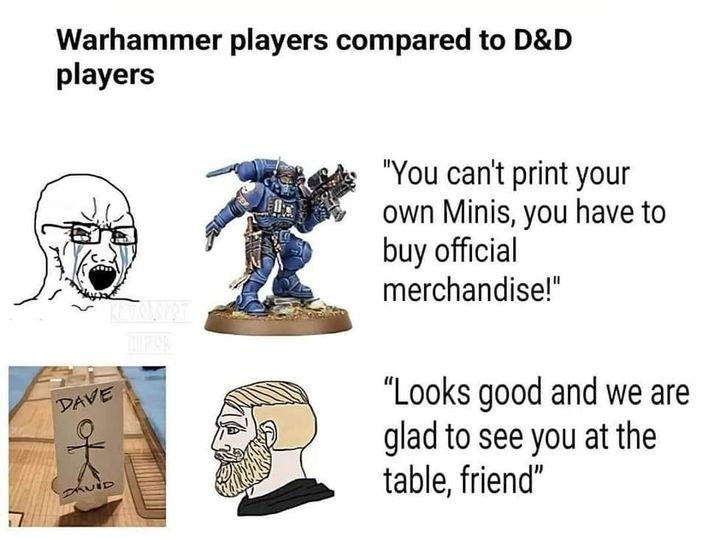 Warhammer players compared to D&D
players
"You can't print your
own Minis, you have to
buy official
merchandise!"
DAVE
DRUID
“Looks good and we are
glad to see you at the
table, friend”